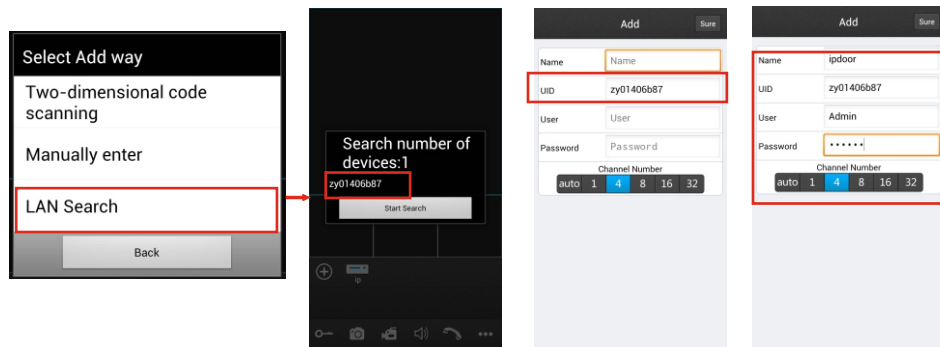 Select Add way
Two-dimensional code
scanning
Manually enter
LAN Search
Back
Search number of
devices:1
zy01406b87
Start Search
ip
Add
Sure
Name
Name
UID
zy01406b87
User
User
Password
Password
Channel Number
auto 1 4 8 16 32
Add
Sure
Name
ipdoor
UID
zy01406b87
User
Admin
Password
••••••
Channel Number
auto 1 4 8 16 32